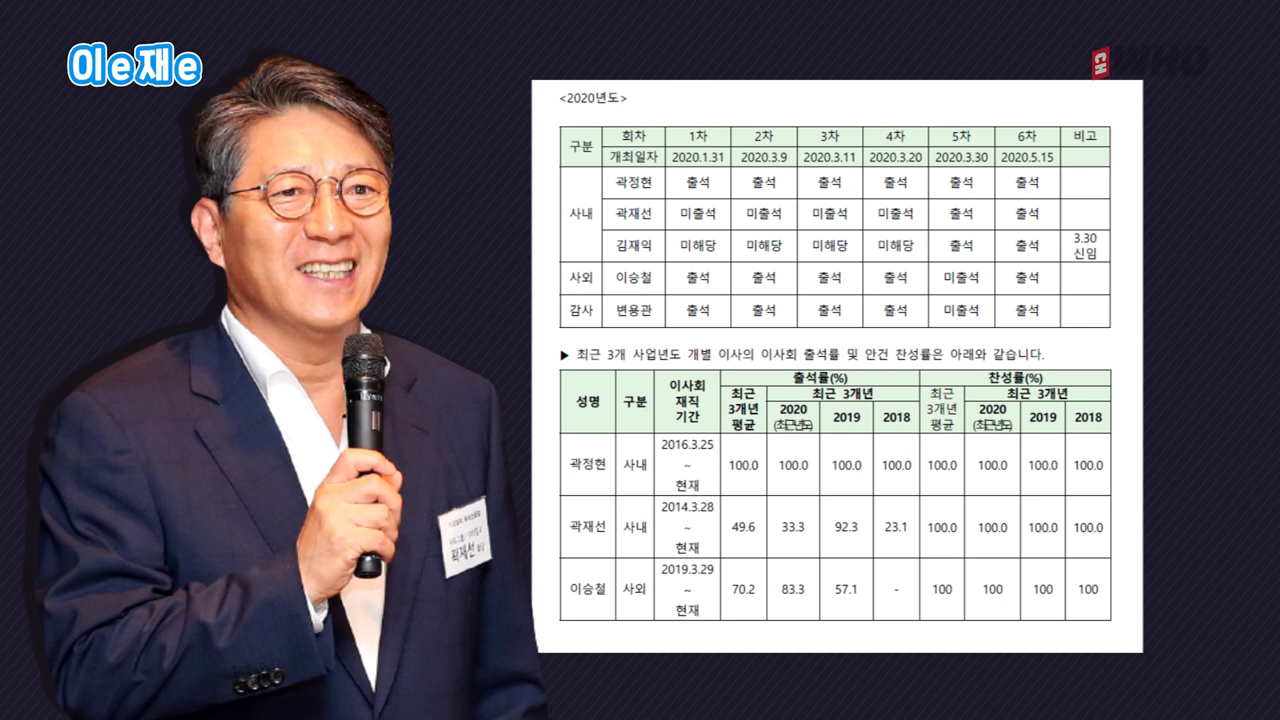 이e재e
CH WHO
<2020년도>
구분 회차 1차 2차 3차 4차 5차 6차 비고
개최일자 2020.1.31 2020.3.9 2020.3.11 2020.3.20 2020.3.30 2020.5.15
사내 곽정현 출석 출석 출석 출석 출석 출석
곽재선 미출석 미출석 미출석 미출석 출석 출석
김재익 미해당 미해당 미해당 미해당 출석 출석 3.30 신임
사외 이승철 출석 출석 출석 출석 미출석 출석
감사 변용관 출석 출석 출석 출석 미출석 출석
▶ 최근 3개 사업년도 개별 이사의 이사회 출석률 및 안건 찬성률은 아래와 같습니다.
성명 구분 이사회 재직 기간 출석률(%) 찬성률(%)
최근 3개년 평균 최근 3개년 최근 3개년 평균 최근 3개년
2020 (최근년도) 2019 2018 2020 (최근년도) 2019 2018
곽정현 사내 2016.3.25 ~ 현재 100.0 100.0 100.0 100.0 100.0 100.0 100.0 100.0
곽재선 사내 2014.3.28 ~ 현재 49.6 33.3 92.3 23.1 100.0 100.0 100.0 100.0
이승철 사외 2019.3.29 ~ 현재 70.2 83.3 57.1 - 100 100 100 100
곽재선